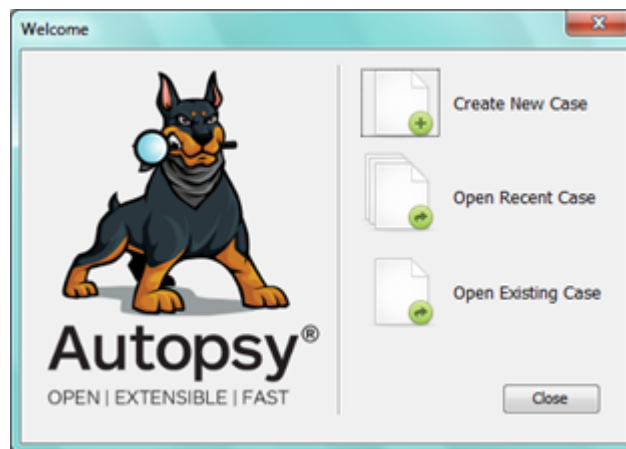 Welcome
Create New Case
Open Recent Case
Open Existing Case
Autopsy®
OPEN | EXTENSIBLE | FAST
Close